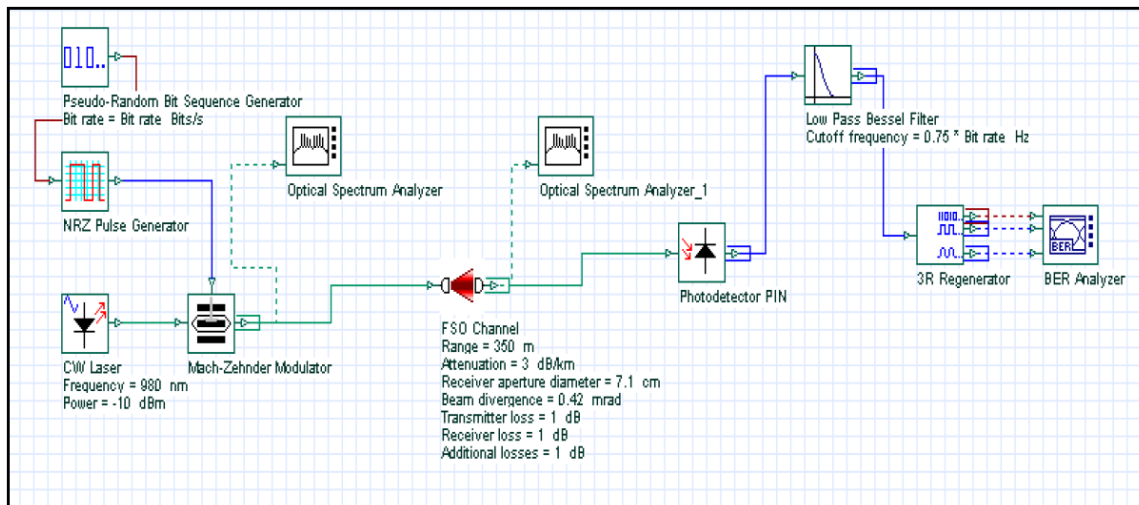 010..
Pseudo-Random Bit Sequence Generator
Bit rate = Bit rate Bits/s
NRZ Pulse Generator
CW Laser
Frequency = 980 nm
Power = -10 dBm
Mach-Zehnder Modulator
Optical Spectrum Analyzer
FSO Channel
Range = 350 m
Attenuation = 3 dB/km
Receiver aperture diameter = 7.1 cm
Beam divergence = 0.42 mrad
Transmitter loss = 1 dB
Receiver loss = 1 dB
Additional losses = 1 dB
Optical Spectrum Analyzer_1
Photodetector PIN
Low Pass Bessel Filter
Cutoff frequency = 0.75 * Bit rate Hz
3R Regenerator
BER
BER Analyzer